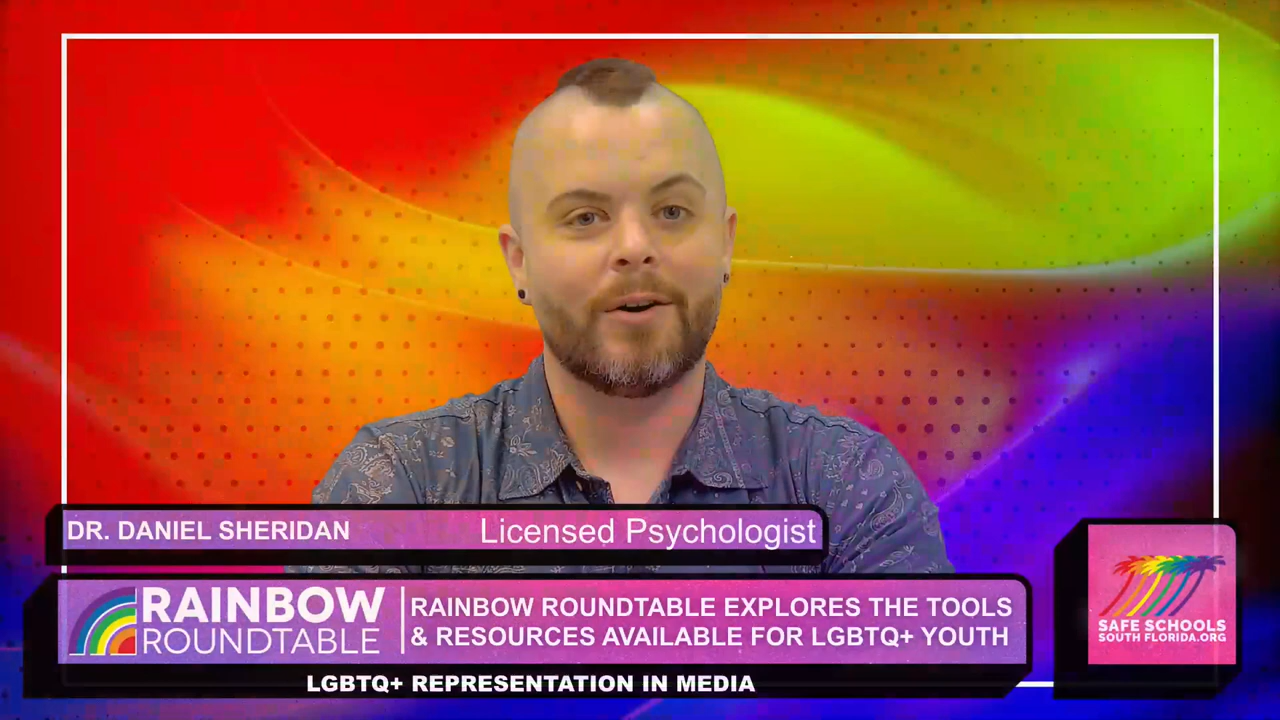 DR. DANIEL SHERIDAN
Licensed Psychologist
RAINBOW
ROUNDTABLE
RAINBOW ROUNDTABLE EXPLORES THE TOOLS
& RESOURCES AVAILABLE FOR LGBTQ+ YOUTH
SAFE SCHOOLS
SOUTH FLORIDA.ORG
LGBTQ+ REPRESENTATION IN MEDIA